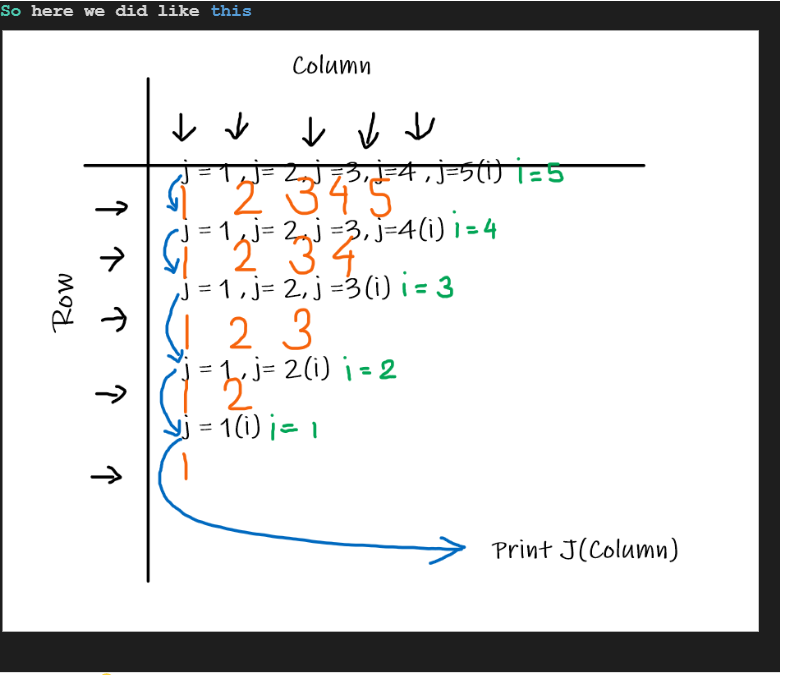 So here we did like this
Column
j = 1 ,j= 2,j =3,j=4 ,j=5(i) i=5
1 2 3 4 5
j = 1 ,j= 2,j =3,j=4(i) i=4
1 2 3 4
j = 1 ,j= 2,j =3(i) i=3
1 2 3
j = 1,j= 2(i) i=2
1 2
j = 1(i) i= 1
1
Row
Print J(Column)